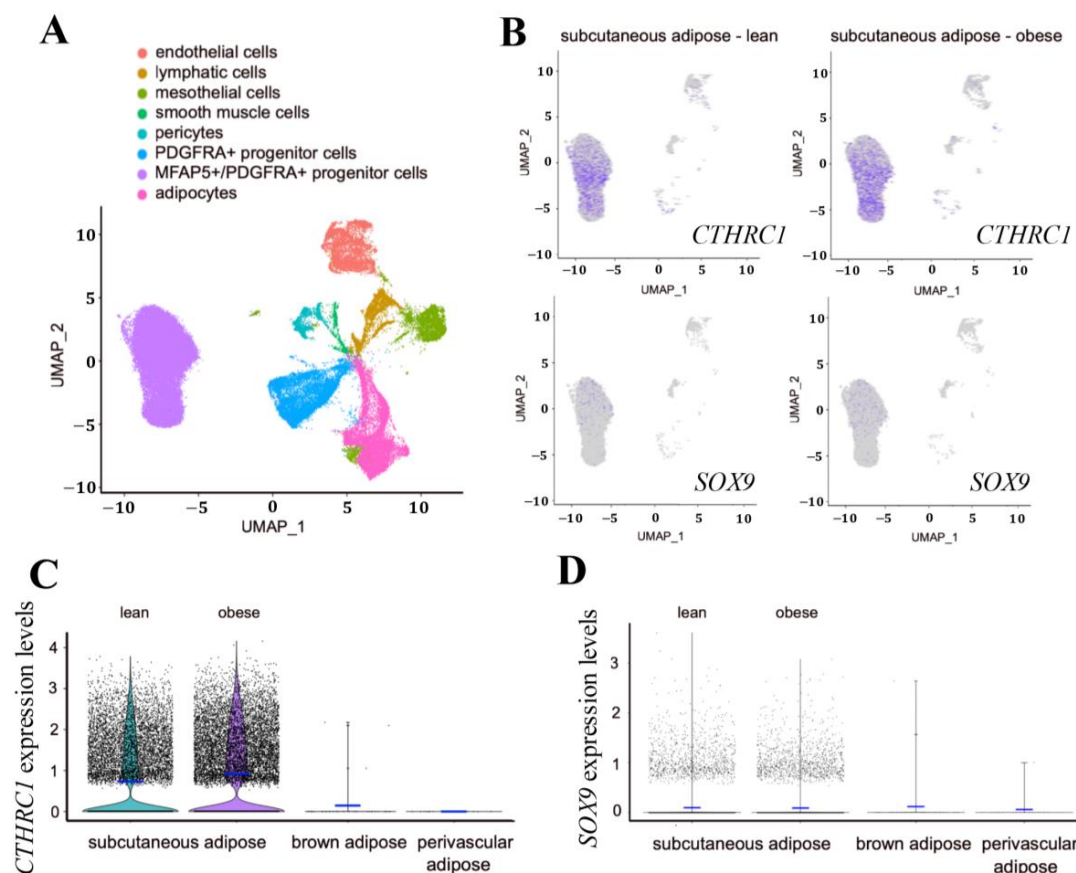 A
endothelial cells
lymphatic cells
mesothelial cells
smooth muscle cells
pericytes
PDGFRA+ progenitor cells
MFAP5+/PDGFRA+ progenitor cells
adipocytes
UMAP_2
10
5
0
−5
−10
−10
−5
0
5
10
UMAP_1
B
subcutaneous adipose - lean
UMAP_2
10
5
0
−5
−10
−10
−5
0
5
10
UMAP_1
CTHRC1
subcutaneous adipose - obese
UMAP_2
10
5
0
−5
−10
−10
−5
0
5
10
UMAP_1
CTHRC1
UMAP_2
10
5
0
−5
−10
−10
−5
0
5
10
UMAP_1
SOX9
UMAP_2
10
5
0
−5
−10
−10
−5
0
5
10
UMAP_1
SOX9
C
CTHRC1 expression levels
lean
obese
4
3
2
1
0
subcutaneous adipose
brown adipose
perivascular
adipose
D
SOX9 expression levels
lean
obese
3
2
1
0
subcutaneous adipose
brown adipose
perivascular
adipose